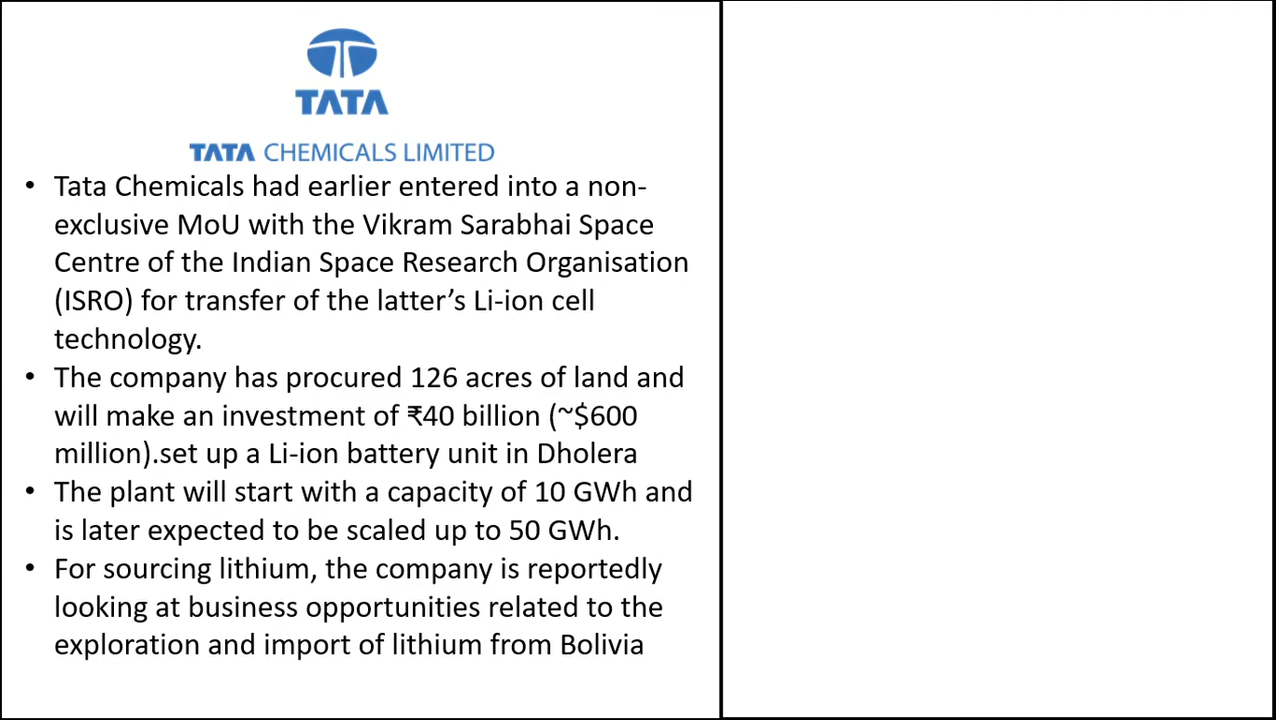 TATA
TATA CHEMICALS LIMITED
• Tata Chemicals had earlier entered into a non-
exclusive MoU with the Vikram Sarabhai Space
Centre of the Indian Space Research Organisation
(ISRO) for transfer of the latter’s Li-ion cell
technology.
• The company has procured 126 acres of land and
will make an investment of ₹40 billion (~$600
million).set up a Li-ion battery unit in Dholera
• The plant will start with a capacity of 10 GWh and
is later expected to be scaled up to 50 GWh.
• For sourcing lithium, the company is reportedly
looking at business opportunities related to the
exploration and import of lithium from Bolivia